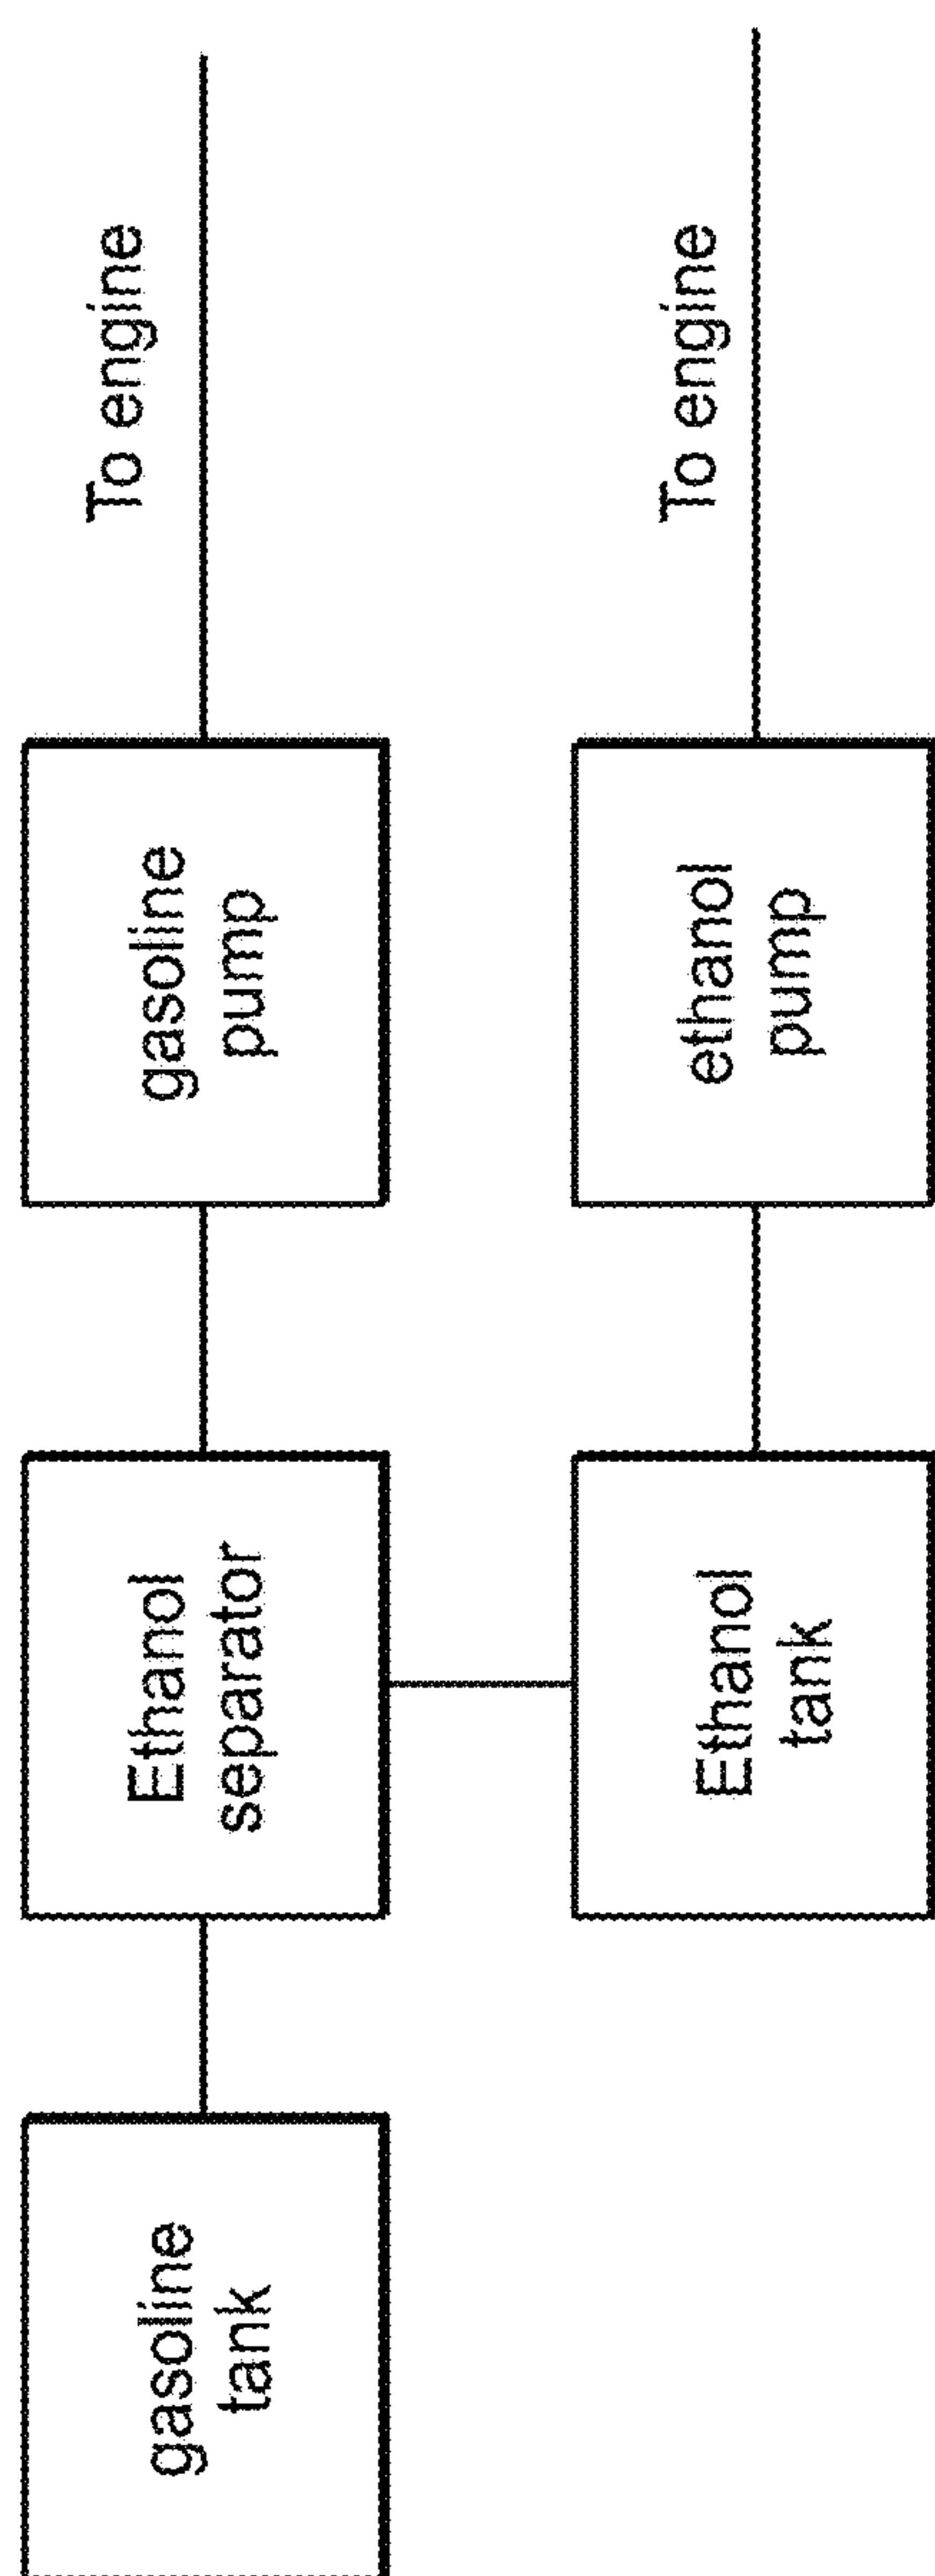 gasoline
tank
Ethanol
separator
gasoline
pump
To engine
Ethanol
tank
ethanol
pump
To engine